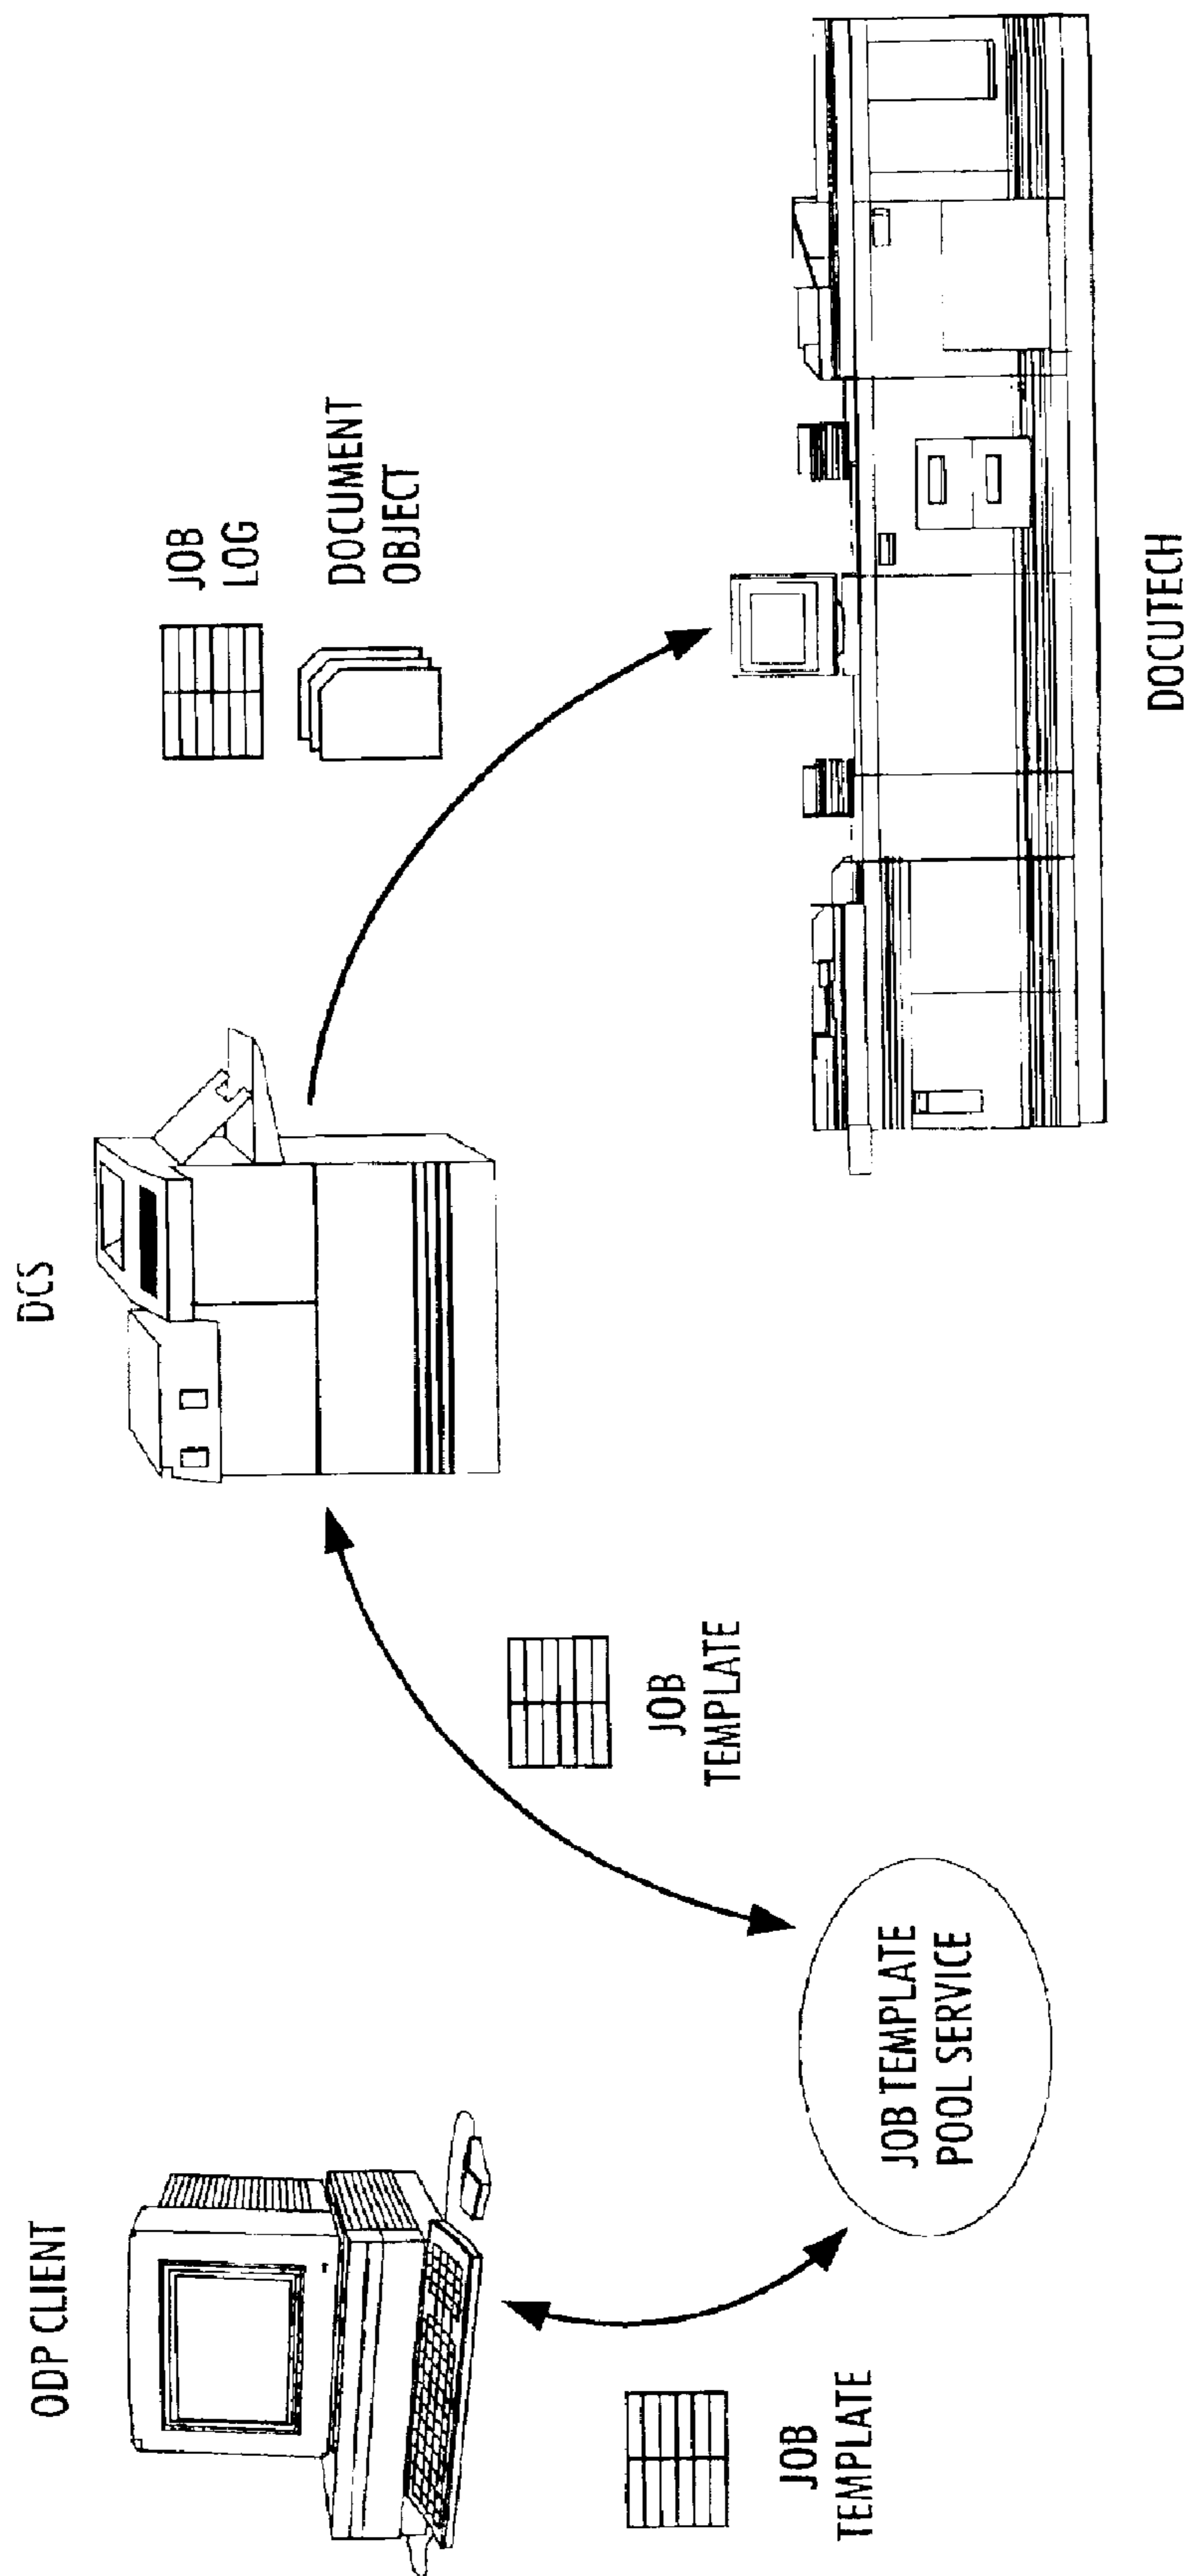 ODP CLIENT
DCS
JOB
LOG
DOCUMENT
OBJECT
JOB
TEMPLATE
JOB
TEMPLATE
JOB TEMPLATE
POOL SERVICE
DOCUTECH